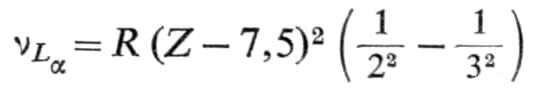 ν_{L_α} = R (Z − 7,5)² (1/2² − 1/3²)